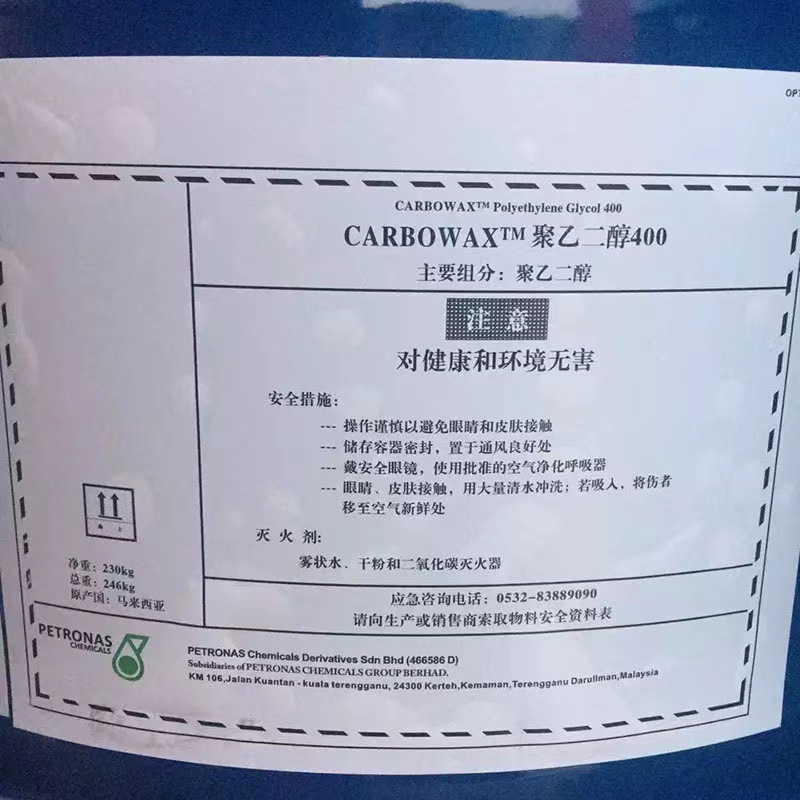 OPT
CARBOWAX™ Polyethylene Glycol 400
CARBOWAX™ 聚乙二醇400
主要组分：聚乙二醇
注 意
对健康和环境无害
安全措施：
--- 操作谨慎以避免眼睛和皮肤接触
--- 储存容器密封，置于通风良好处
--- 戴安全眼镜，使用批准的空气净化呼吸器
--- 眼睛、皮肤接触，用大量清水冲洗；若吸入，将伤者
移至空气新鲜处
灭 火 剂:
雾状水、干粉和二氧化碳灭火器
净重：230kg
总重：246kg
原产国：马来西亚
应急咨询电话：0532-83889090
请向生产或销售商索取物料安全资料表
PETRONAS
CHEMICALS
PETRONAS Chemicals Derivatives Sdn Bhd (466586 D)
Subsidiaries of PETRONAS CHEMICALS GROUP BERHAD.
KM 106,Jalan Kuantan - kuala terengganu, 24300 Kerteh,Kemaman,Terengganu Darullman,Malaysia